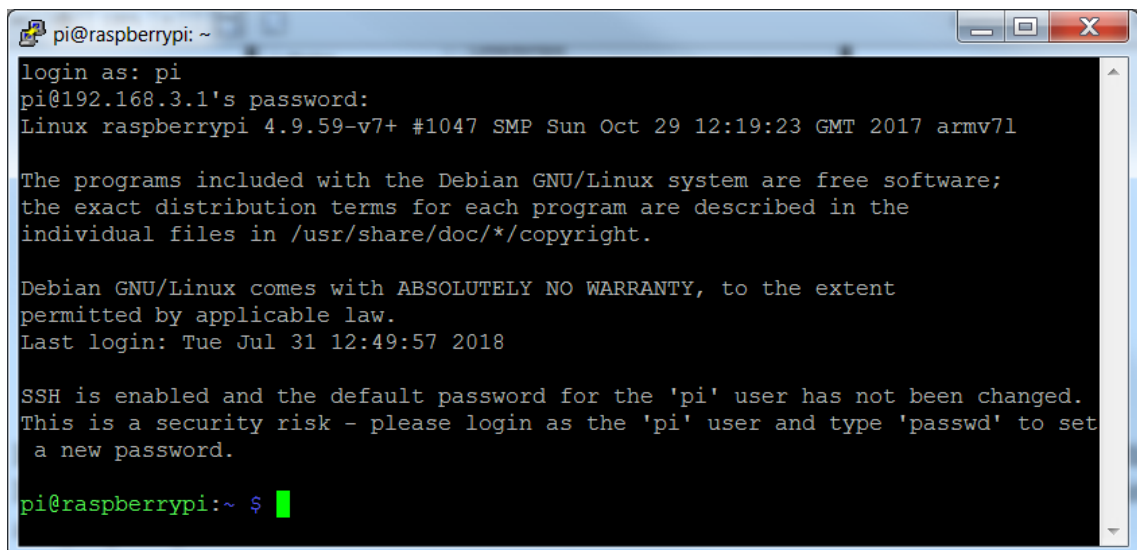 pi@raspberrypi: ~
login as: pi
pi@192.168.3.1's password:
Linux raspberrypi 4.9.59-v7+ #1047 SMP Sun Oct 29 12:19:23 GMT 2017 armv7l
The programs included with the Debian GNU/Linux system are free software;
the exact distribution terms for each program are described in the
individual files in /usr/share/doc/*/copyright.
Debian GNU/Linux comes with ABSOLUTELY NO WARRANTY, to the extent
permitted by applicable law.
Last login: Tue Jul 31 12:49:57 2018
SSH is enabled and the default password for the 'pi' user has not been changed.
This is a security risk - please login as the 'pi' user and type 'passwd' to set
 a new password.
pi@raspberrypi:~ $